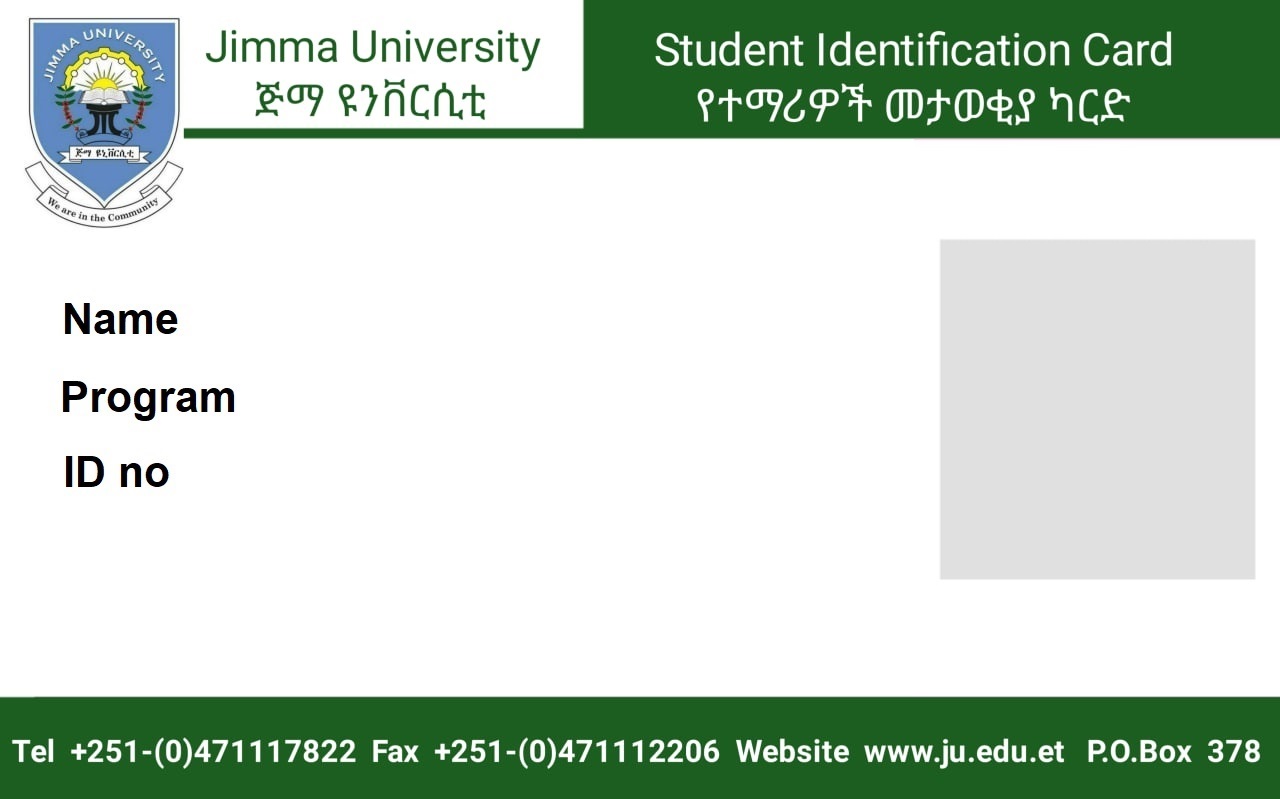 JIMMA UNIVERSITY
ጅማ ዩኒቨርሲቲ
We are in the Community
Jimma University
ጅማ ዩንቨርሲቲ
Student Identification Card
የተማሪዎች መታወቂያ ካርድ
Name
Program
ID no
Tel +251-(0)471117822 Fax +251-(0)471112206 Website www.ju.edu.et P.O.Box 378